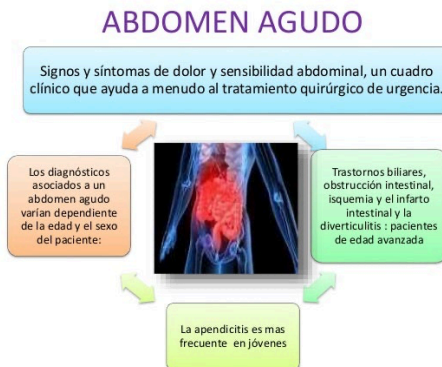 ABDOMEN AGUDO
Signos y síntomas de dolor y sensibilidad abdominal, un cuadro
clínico que ayuda a menudo al tratamiento quirúrgico de urgencia.
Los diagnósticos
asociados a un
abdomen agudo
varían dependiente
de la edad y el sexo
del paciente:
Trastornos biliares,
obstrucción intestinal,
isquemia y el infarto
intestinal y la
diverticulitis : pacientes
de edad avanzada
La apendicitis es mas
frecuente en jóvenes